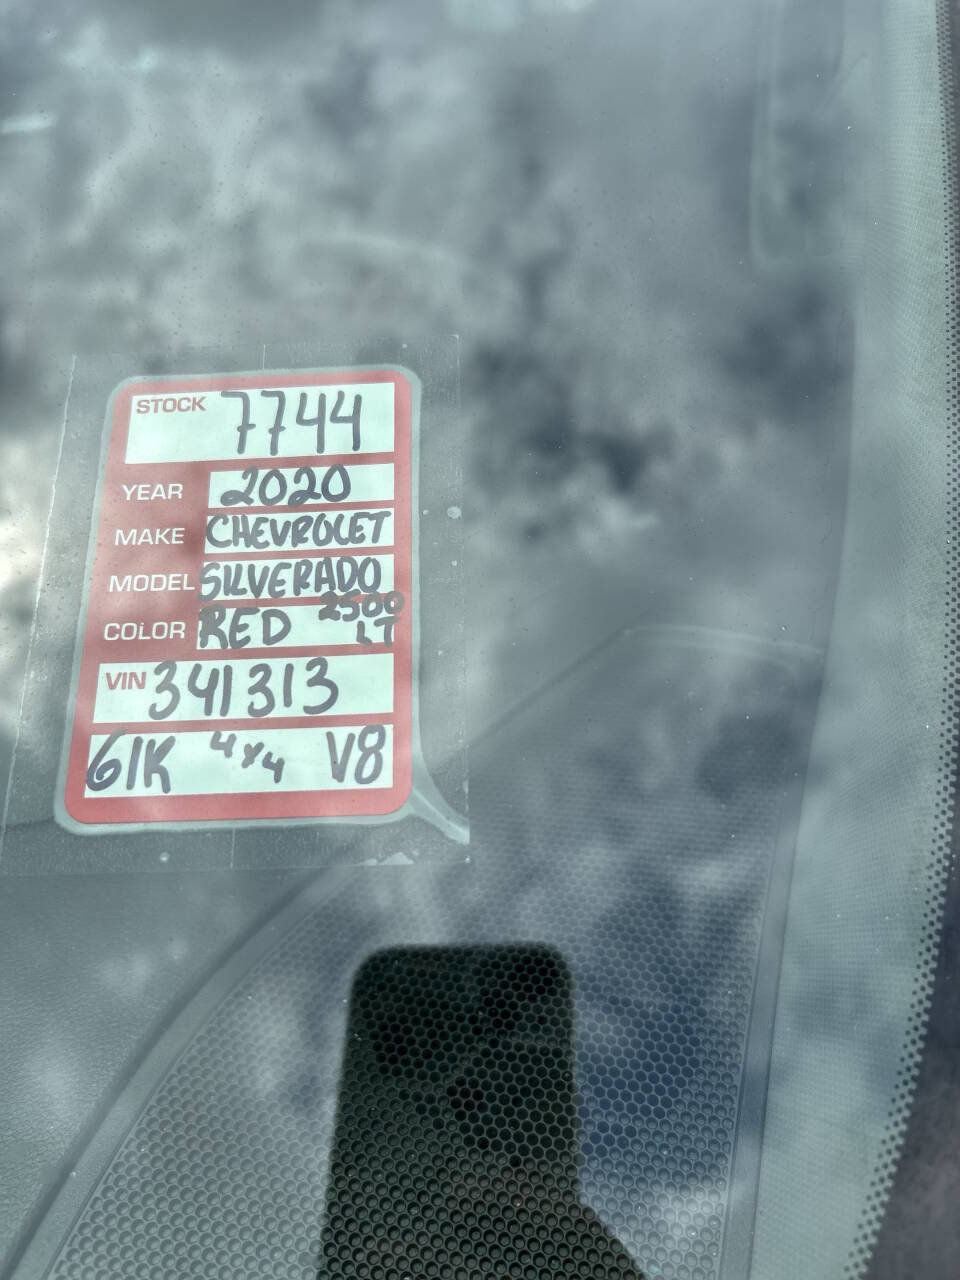 STOCK 7744
YEAR 2020
MAKE CHEVROLET
MODEL SILVERADO
2500
COLOR RED LT
VIN 341313
61K 4x4 V8